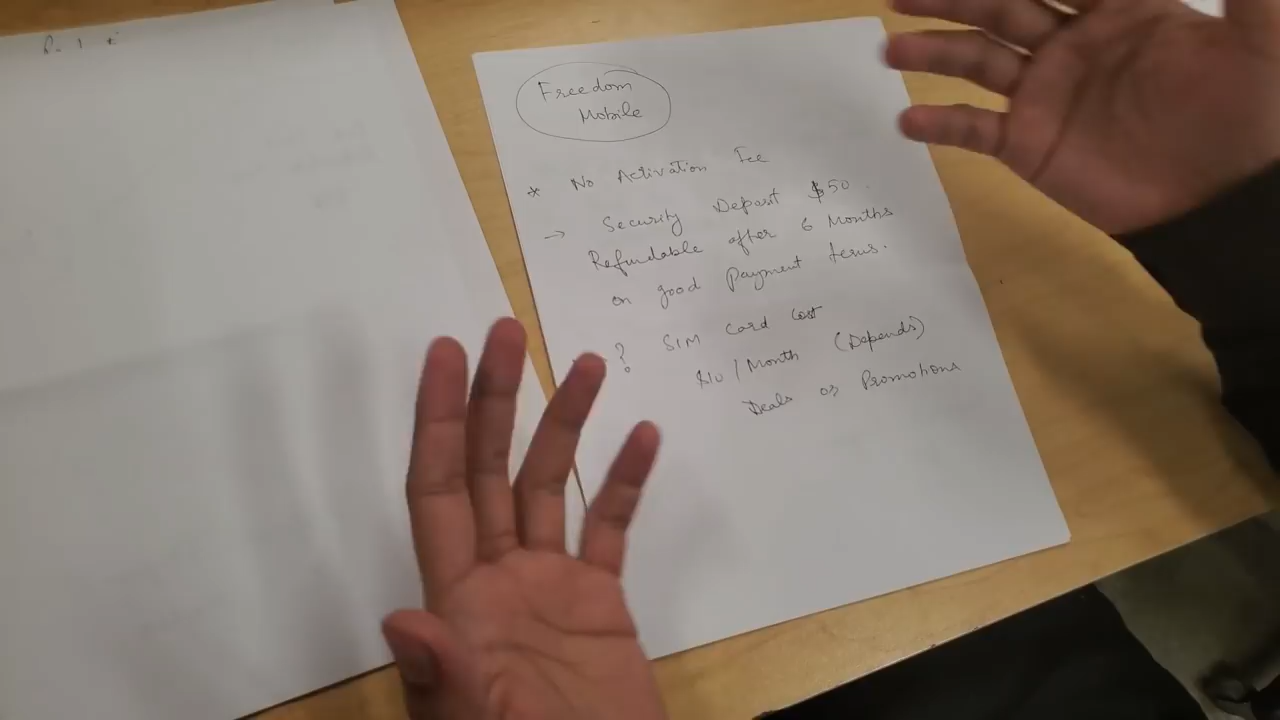 Freedom
Mobile
* No Activation Fee
→ Security Deposit $50
Refundable after 6 Months
on good payment terms.
? SIM Card Cost
$10 / Month (Depends)
Deals or Promotions